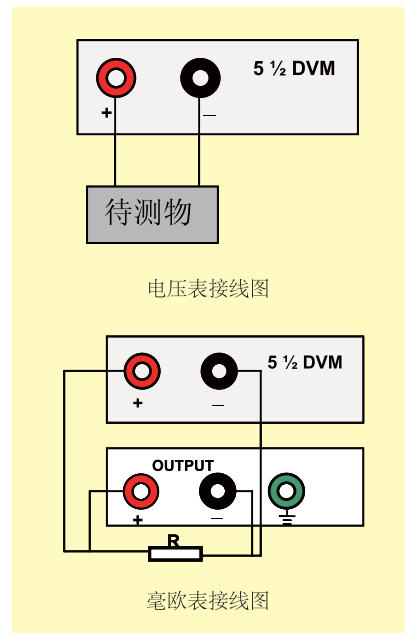 5 ½ DVM
+ —
待测物
电压表接线图
5 ½ DVM
+ —
OUTPUT
+ —
R
毫欧表接线图